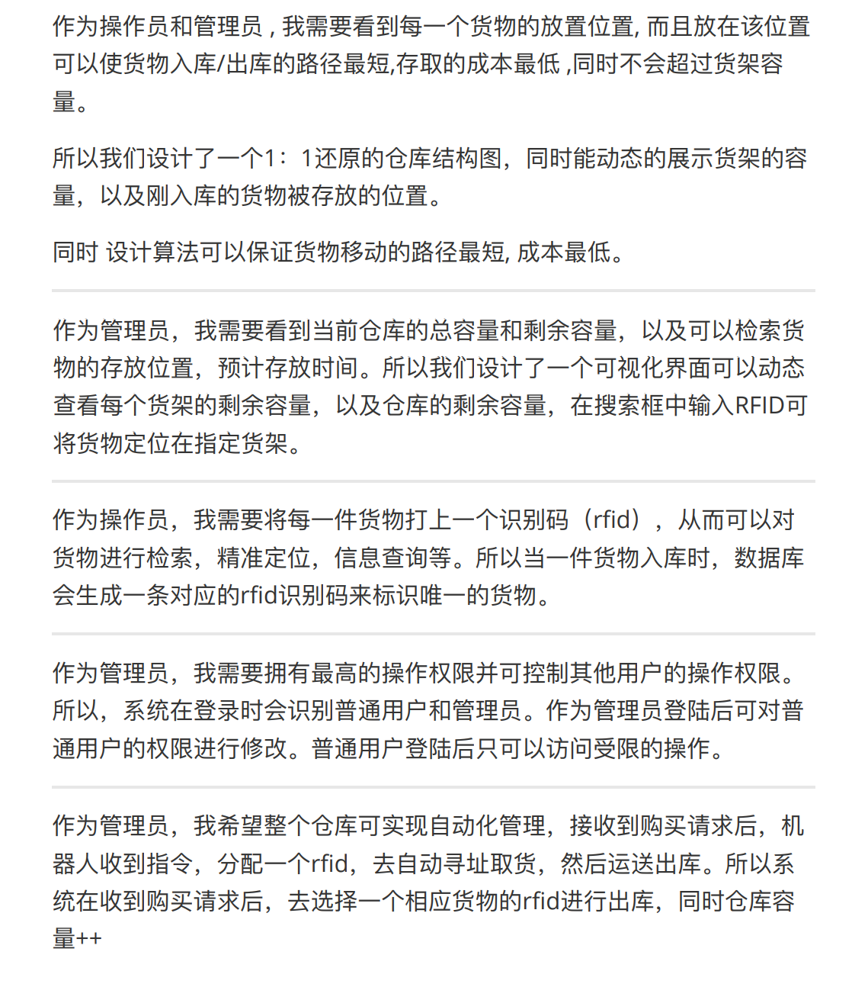 作为操作员和管理员 , 我需要看到每一个货物的放置位置, 而且放在该位置
可以使货物入库/出库的路径最短,存取的成本最低 ,同时不会超过货架容
量。
所以我们设计了一个1：1还原的仓库结构图，同时能动态的展示货架的容
量，以及刚入库的货物被存放的位置。
同时 设计算法可以保证货物移动的路径最短, 成本最低。
作为管理员，我需要看到当前仓库的总容量和剩余容量，以及可以检索货
物的存放位置，预计存放时间。所以我们设计了一个可视化界面可以动态
查看每个货架的剩余容量，以及仓库的剩余容量，在搜索框中输入RFID可
将货物定位在指定货架。
作为操作员，我需要将每一件货物打上一个识别码（rfid），从而可以对
货物进行检索，精准定位，信息查询等。所以当一件货物入库时，数据库
会生成一条对应的rfid识别码来标识唯一的货物。
作为管理员，我需要拥有最高的操作权限并可控制其他用户的操作权限。
所以，系统在登录时会识别普通用户和管理员。作为管理员登陆后可对普
通用户的权限进行修改。普通用户登陆后只可以访问受限的操作。
作为管理员，我希望整个仓库可实现自动化管理，接收到购买请求后，机
器人收到指令，分配一个rfid，去自动寻址取货，然后运送出库。所以系
统在收到购买请求后，去选择一个相应货物的rfid进行出库，同时仓库容
量++